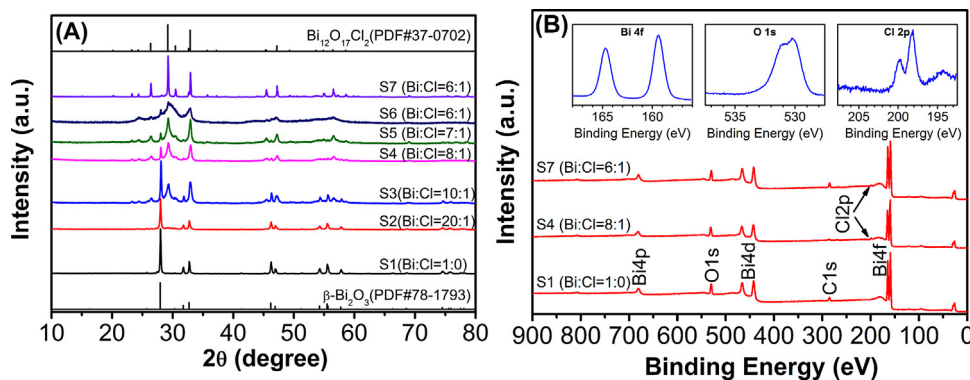 (A)
Bi12O17Cl2(PDF#37-0702)
S7 (Bi:Cl=6:1)
S6 (Bi:Cl=6:1)
S5 (Bi:Cl=7:1)
S4 (Bi:Cl=8:1)
S3(Bi:Cl=10:1)
S2(Bi:Cl=20:1)
S1(Bi:Cl=1:0)
β-Bi2O3(PDF#78-1793)
Intensity (a.u.)
10 20 30 40 50 60 70 80
2θ (degree)
(B)
Bi 4f
165 160
Binding Energy (eV)
O 1s
535 530
Binding Energy (eV)
Cl 2p
205 200 195
Binding Energy (eV)
S7 (Bi:Cl=6:1)
S4 (Bi:Cl=8:1)
S1 (Bi:Cl=1:0)
Bi4p
O1s
Bi4d
C1s
Cl2p
Bi4f
Intensity (a.u.)
900 800 700 600 500 400 300 200 100 0
Binding Energy (eV)